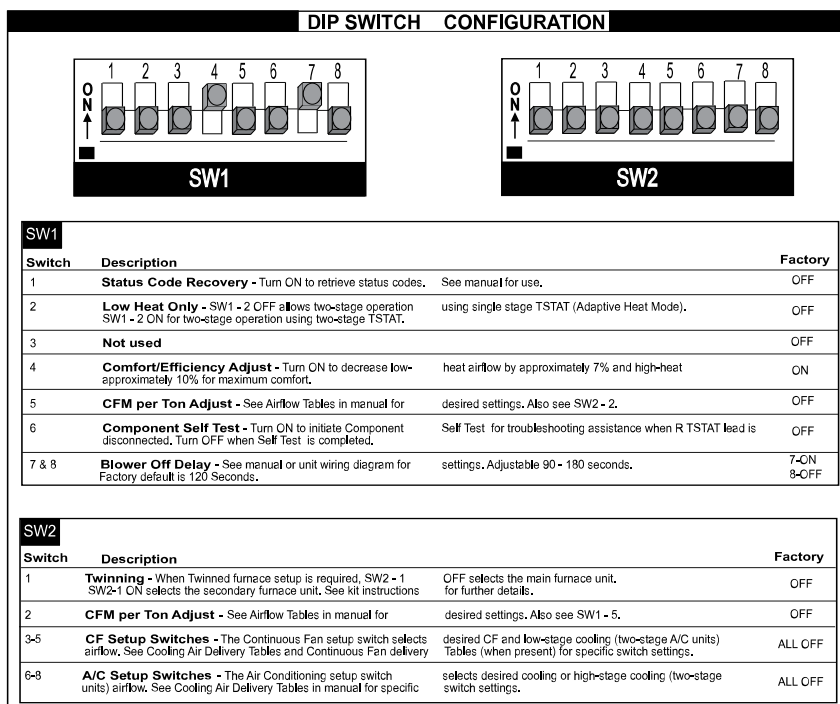 DIP SWITCH CONFIGURATION
1 2 3 4 5 6 7 8
ON
SW1
1 2 3 4 5 6 7 8
ON
SW2
SW1
Switch Description Factory
1 Status Code Recovery - Turn ON to retrieve status codes. See manual for use. OFF
2 Low Heat Only - SW1 - 2 OFF allows two-stage operation using single stage TSTAT (Adaptive Heat Mode).
SW1 - 2 ON for two-stage operation using two-stage TSTAT. OFF
3 Not used OFF
4 Comfort/Efficiency Adjust - Turn ON to decrease low- heat airflow by approximately 7% and high-heat
approximately 10% for maximum comfort. ON
5 CFM per Ton Adjust - See Airflow Tables in manual for desired settings. Also see SW2 - 2. OFF
6 Component Self Test - Turn ON to initiate Component Self Test for troubleshooting assistance when R TSTAT lead is
disconnected. Turn OFF when Self Test is completed. OFF
7 & 8 Blower Off Delay - See manual or unit wiring diagram for settings. Adjustable 90 - 180 seconds. 7-ON
Factory default is 120 Seconds. 8-OFF
SW2
Switch Description Factory
1 Twinning - When Twinned furnace setup is required, SW2 - 1 OFF selects the main furnace unit.
SW2-1 ON selects the secondary furnace unit. See kit instructions for further details. OFF
2 CFM per Ton Adjust - See Airflow Tables in manual for desired settings. Also see SW1 - 5. OFF
3-5 CF Setup Switches - The Continuous Fan setup switch selects desired CF and low-stage cooling (two-stage A/C units)
airflow. See Cooling Air Delivery Tables and Continuous Fan delivery Tables (when present) for specific switch settings. ALL OFF
6-8 A/C Setup Switches - The Air Conditioning setup switch selects desired cooling or high-stage cooling (two-stage
units) airflow. See Cooling Air Delivery Tables in manual for specific switch settings. ALL OFF